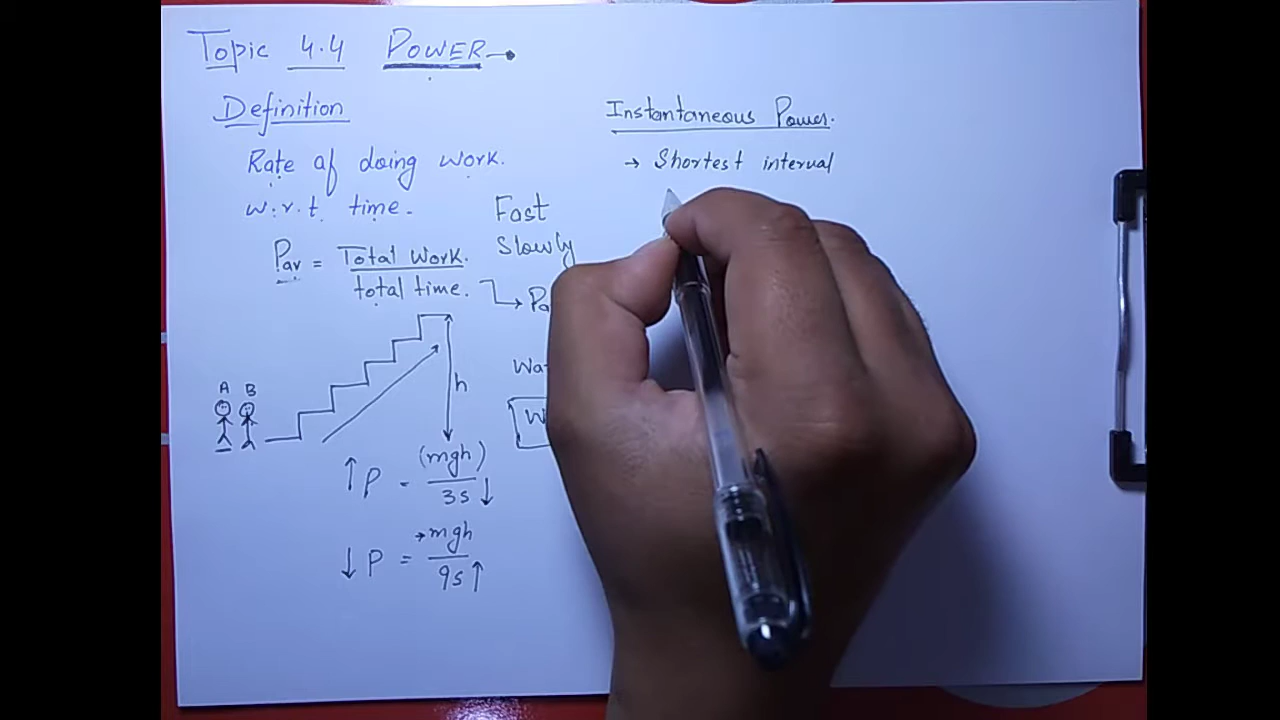 Topic 4.4 POWER
Definition
Rate of doing work.
w.r.t. time.
Fast
Slowly
Pav = Total Work.
total time.
A B
h
P = (mgh)
3s
P = mgh
9s
Instantaneous Power.
→ Shortest interval